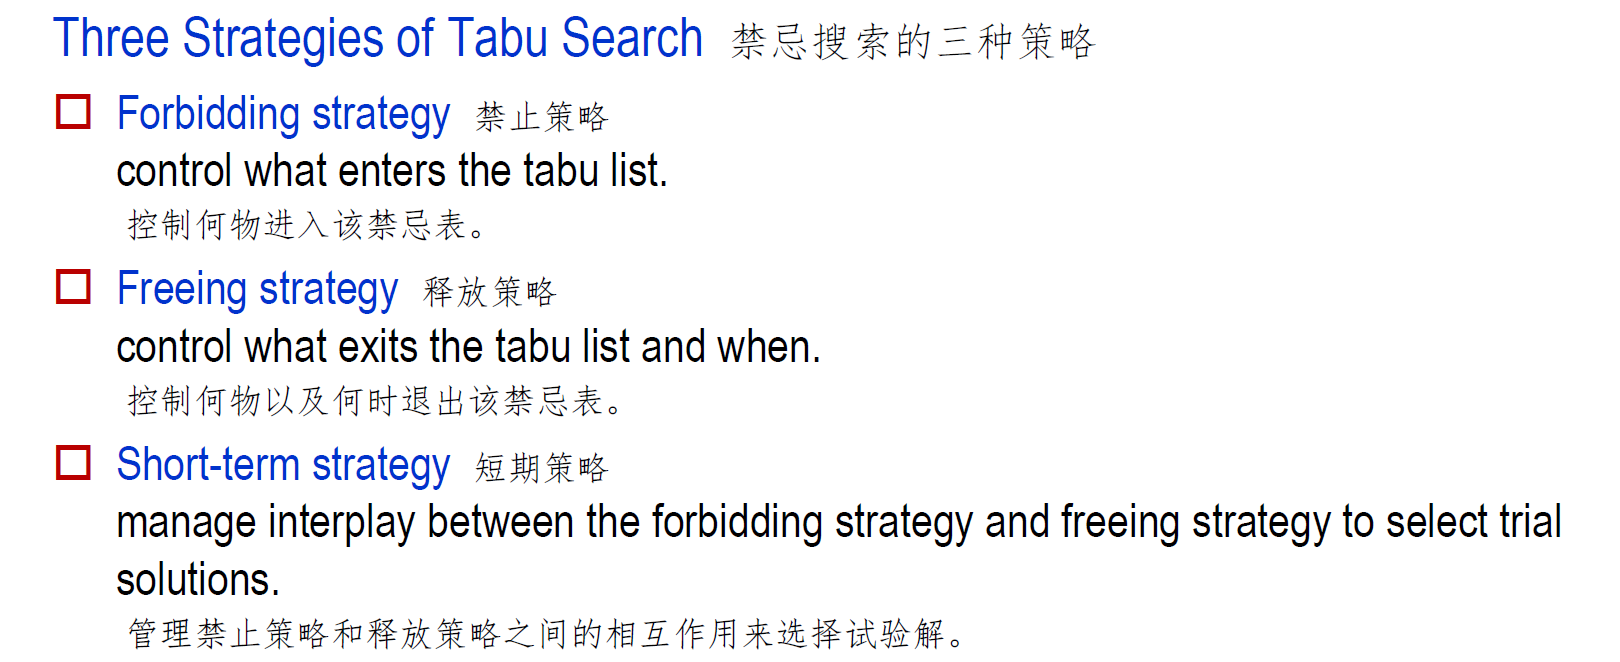 Three Strategies of Tabu Search 禁忌搜索的三种策略
Forbidding strategy 禁止策略
control what enters the tabu list.
控制何物进入该禁忌表。
Freeing strategy 释放策略
control what exits the tabu list and when.
控制何物以及何时退出该禁忌表。
Short-term strategy 短期策略
manage interplay between the forbidding strategy and freeing strategy to select trial
solutions.
管理禁止策略和释放策略之间的相互作用来选择试验解。